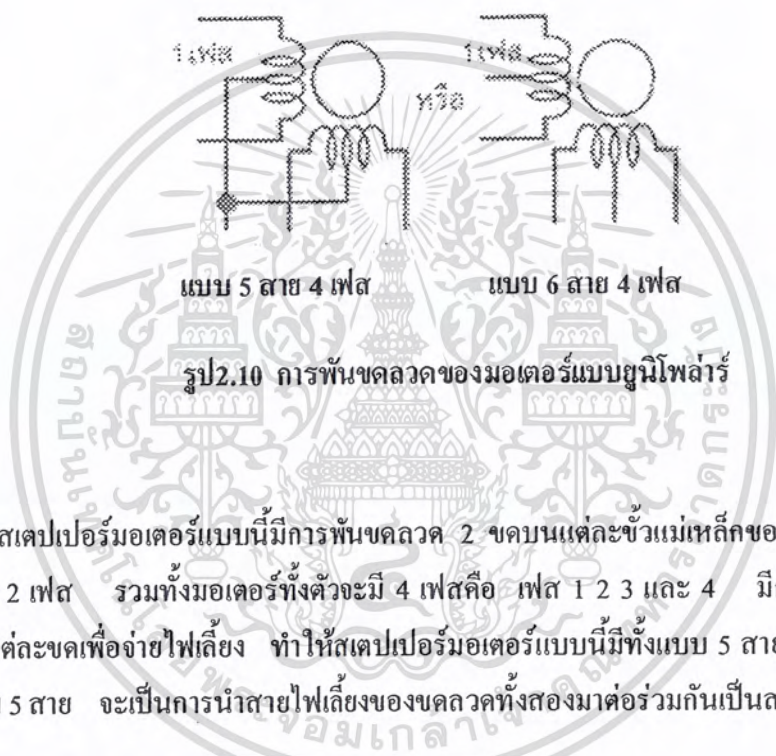 1 เฟส 1 เฟส
หรือ
แบบ 5 สาย 4 เฟส แบบ 6 สาย 4 เฟส
รูป2.10 การพันขดลวดของมอเตอร์แบบยูนิโพล่าร์
สเตปเปอร์มอเตอร์แบบนี้มีการพันขดลวด 2 ขดบนแต่ละขั้วแม่เหล็กขอ
2 เฟส รวมทั้งมอเตอร์ทั้งตัวจะมี 4 เฟสคือ เฟส 1 2 3 และ 4 มี
ต่ละขดเพื่อจ่ายไฟเลี้ยง ทำให้สเตปเปอร์มอเตอร์แบบนี้มีทั้งแบบ 5 สาย
5 สาย จะเป็นการนำสายไฟเลี้ยงของขดลวดทั้งสองมาต่อร่วมกันเป็นส